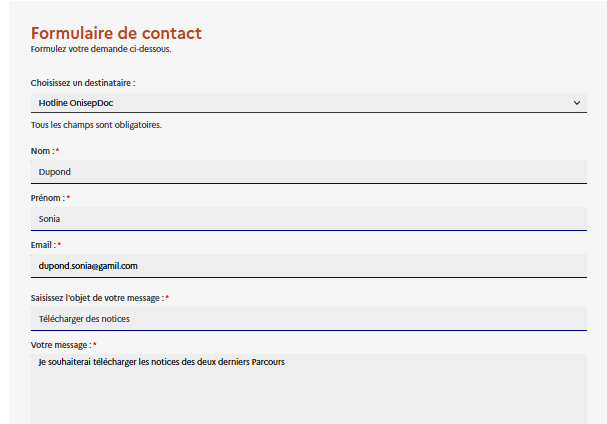 Formulaire de contact
Formulez votre demande ci-dessous.
Choisissez un destinataire :
Hotline OnisepDoc
Tous les champs sont obligatoires.
Nom : *
Dupond
Prénom : *
Sonia
Email : *
dupond.sonia@gamil.com
Saisissez l'objet de votre message : *
Télécharger des notices
Votre message : *
Je souhaiterai télécharger les notices des deux derniers Parcours